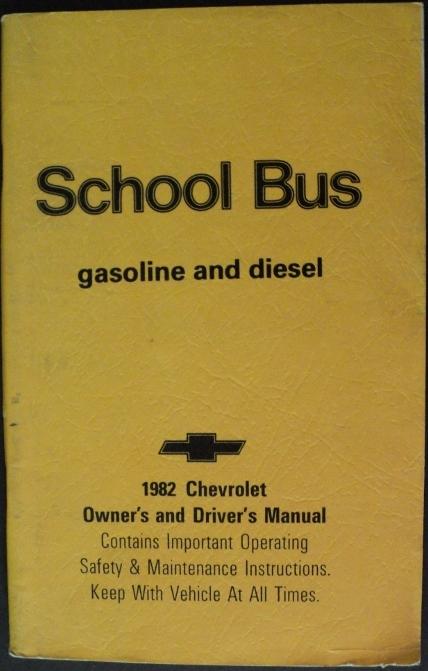 School Bus
gasoline and diesel
1982 Chevrolet
Owner's and Driver's Manual
Contains Important Operating
Safety & Maintenance Instructions.
Keep With Vehicle At All Times.